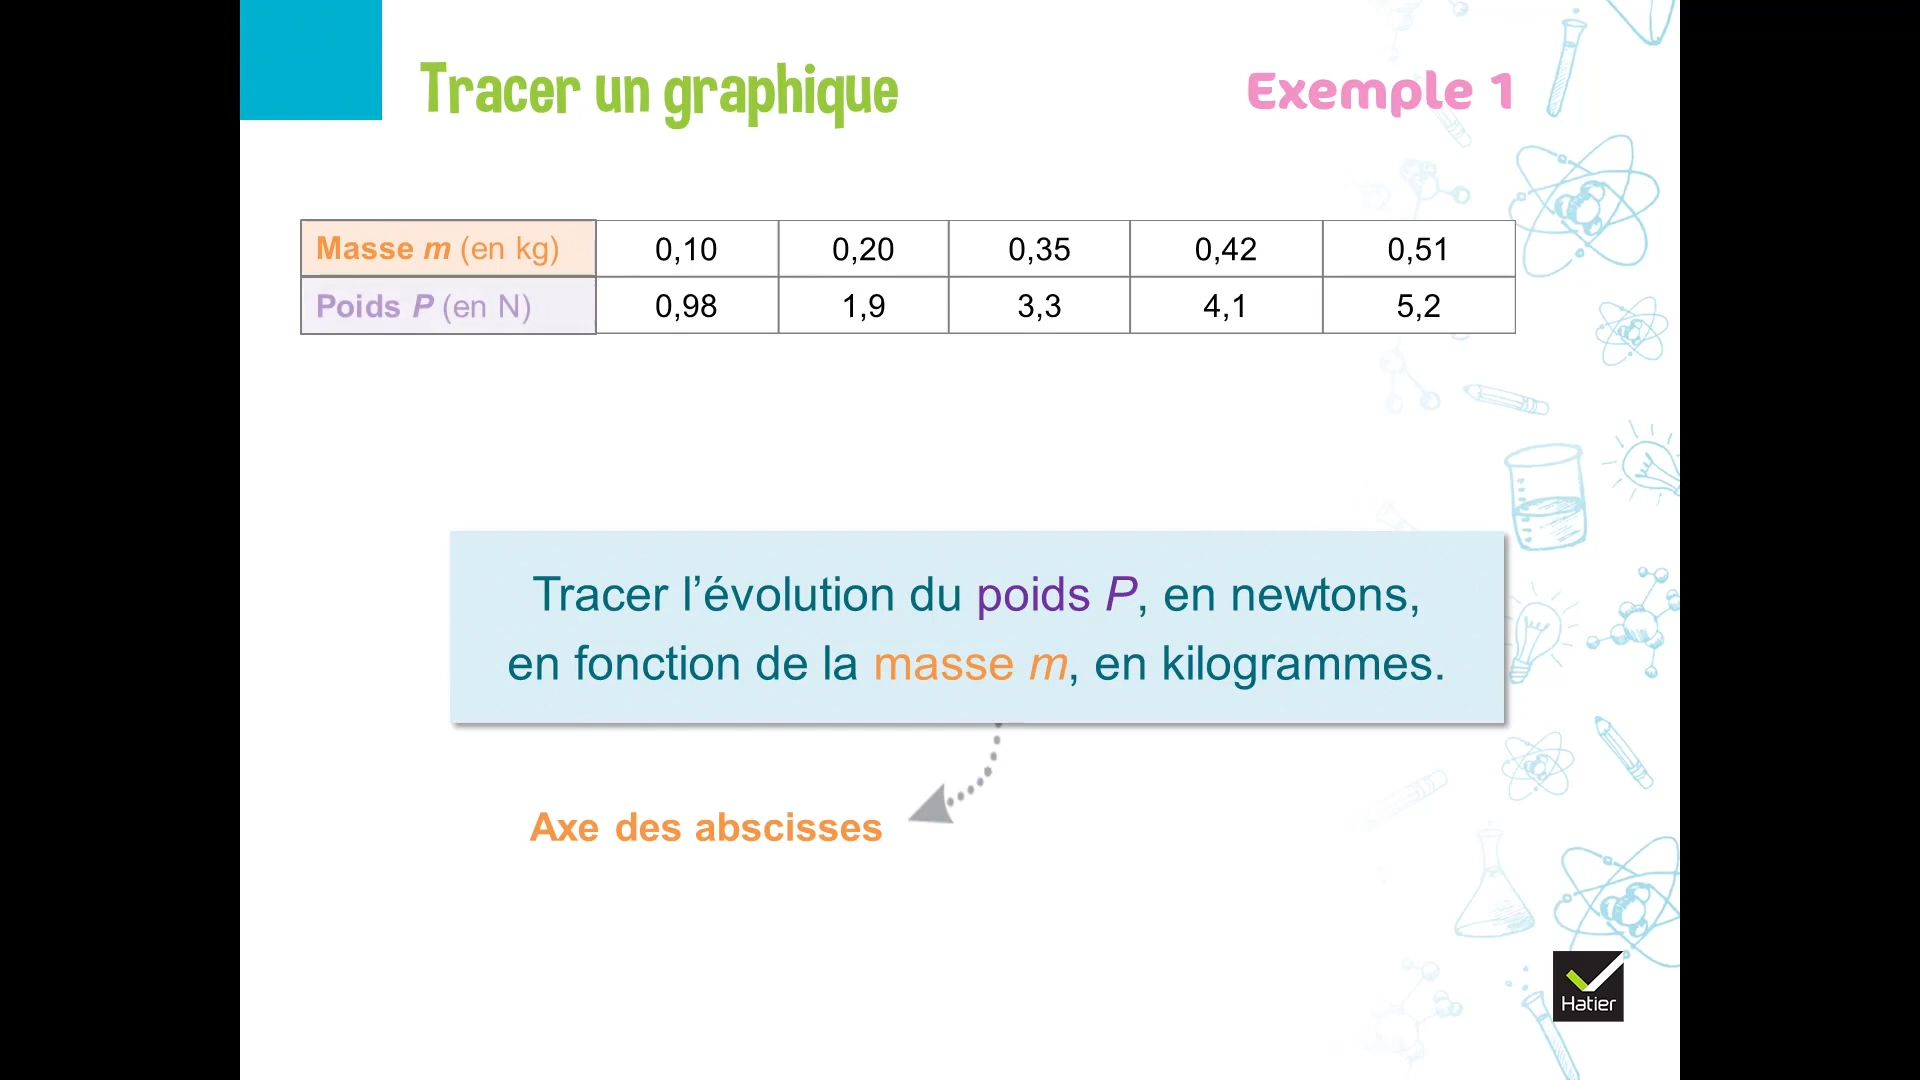 Tracer un graphique
Exemple 1
Masse m (en kg) 0,10 0,20 0,35 0,42 0,51
Poids P (en N) 0,98 1,9 3,3 4,1 5,2
Tracer l’évolution du poids P, en newtons,
en fonction de la masse m, en kilogrammes.
Axe des abscisses
Hatier